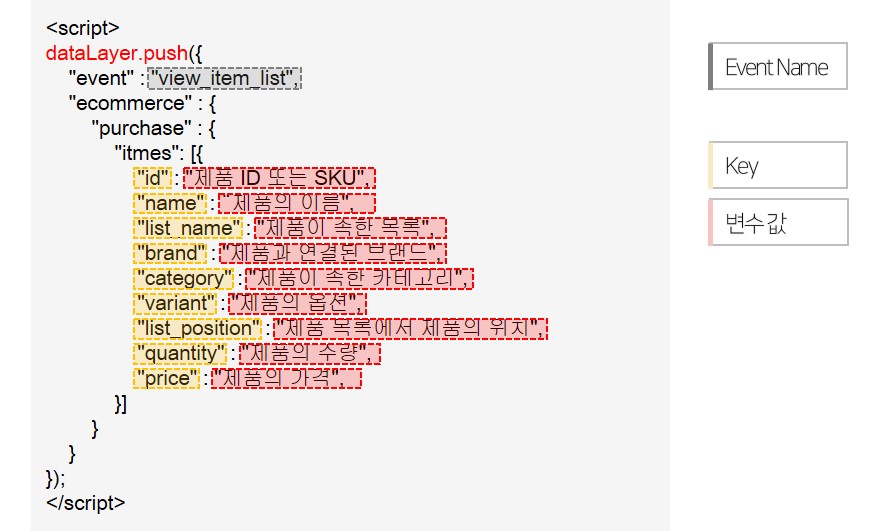 <script>
dataLayer.push({
"event" : "view_item_list",
"ecommerce" : {
"purchase" : {
"itmes": [{
"id" : "제품 ID 또는 SKU",
"name" : "제품의 이름",
"list_name" : "제품이 속한 목록",
"brand" : "제품과 연결된 브랜드",
"category" : "제품이 속한 카테고리",
"variant" : "제품의 옵션",
"list_position" : "제품 목록에서 제품의 위치",
"quantity" : "제품의 수량",
"price" : "제품의 가격",
}]
}
}
});
</script>
Event Name
Key
변수 값